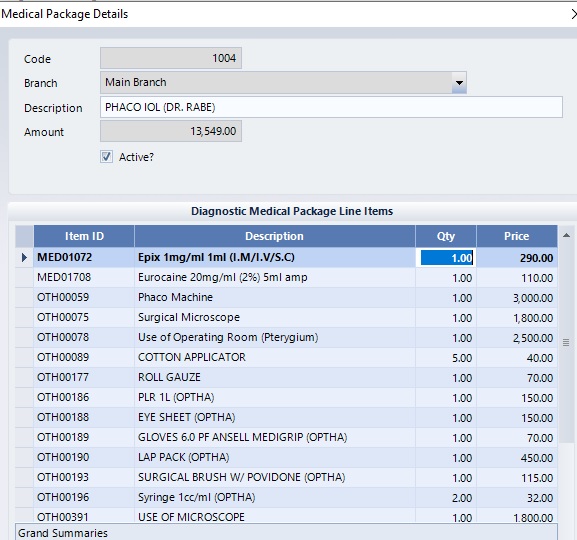 Medical Package Details
Code 1004
Branch Main Branch
Description PHACO IOL (DR. RABE)
Amount 13,549.00
Active?
Diagnostic Medical Package Line Items
Item ID Description Qty Price
MED01072 Epix 1mg/ml 1ml (I.M/I.V/S.C) 1.00 290.00
MED01708 Eurocaine 20mg/ml (2%) 5ml amp 1.00 110.00
OTH00059 Phaco Machine 1.00 3,000.00
OTH00075 Surgical Microscope 1.00 1,800.00
OTH00078 Use of Operating Room (Pterygium) 1.00 2,500.00
OTH00089 COTTON APPLICATOR 5.00 40.00
OTH00177 ROLL GAUZE 1.00 70.00
OTH00186 PLR 1L (OPTHA) 1.00 150.00
OTH00188 EYE SHEET (OPTHA) 1.00 150.00
OTH00189 GLOVES 6.0 PF ANSELL MEDIGRIP (OPTHA) 1.00 70.00
OTH00190 LAP PACK (OPTHA) 1.00 450.00
OTH00193 SURGICAL BRUSH W/ POVIDONE (OPTHA) 1.00 115.00
OTH00196 Syringe 1cc/ml (OPTHA) 2.00 32.00
OTH00391 USE OF MICROSCOPE 1.00 1,800.00
Grand Summaries